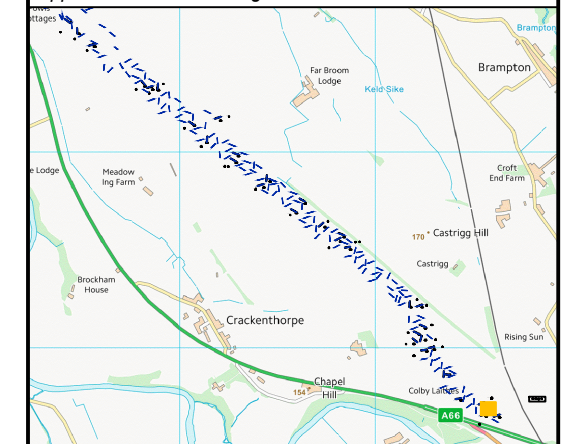 ottages
Brampton
Brampton
Far Broom
Lodge
Keld Sike
Croft
End Farm
e Lodge
Meadow
Ing Farm
170
Castrigg Hill
Castrigg
Brockham
House
Crackenthorpe
Rising Sun
Chapel
Hill
154
Colby Laithes
A66